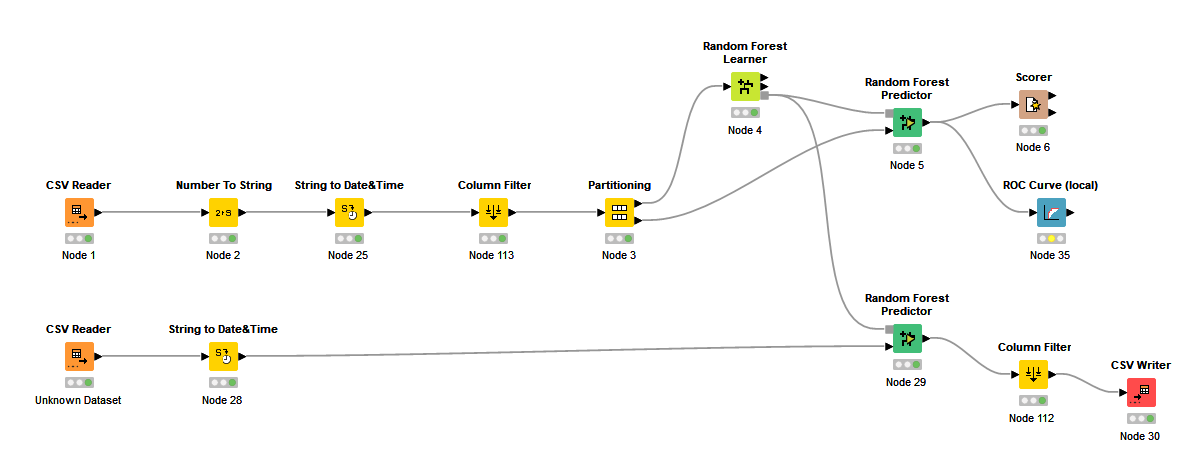 Random Forest
Learner
Node 4
Random Forest
Predictor
Node 5
Scorer
Node 6
CSV Reader
Node 1
Number To String
2›S
Node 2
String to Date&Time
S
Node 25
Column Filter
Node 113
Partitioning
Node 3
ROC Curve (local)
Node 35
CSV Reader
Unknown Dataset
String to Date&Time
S
Node 28
Random Forest
Predictor
Node 29
Column Filter
Node 112
CSV Writer
Node 30